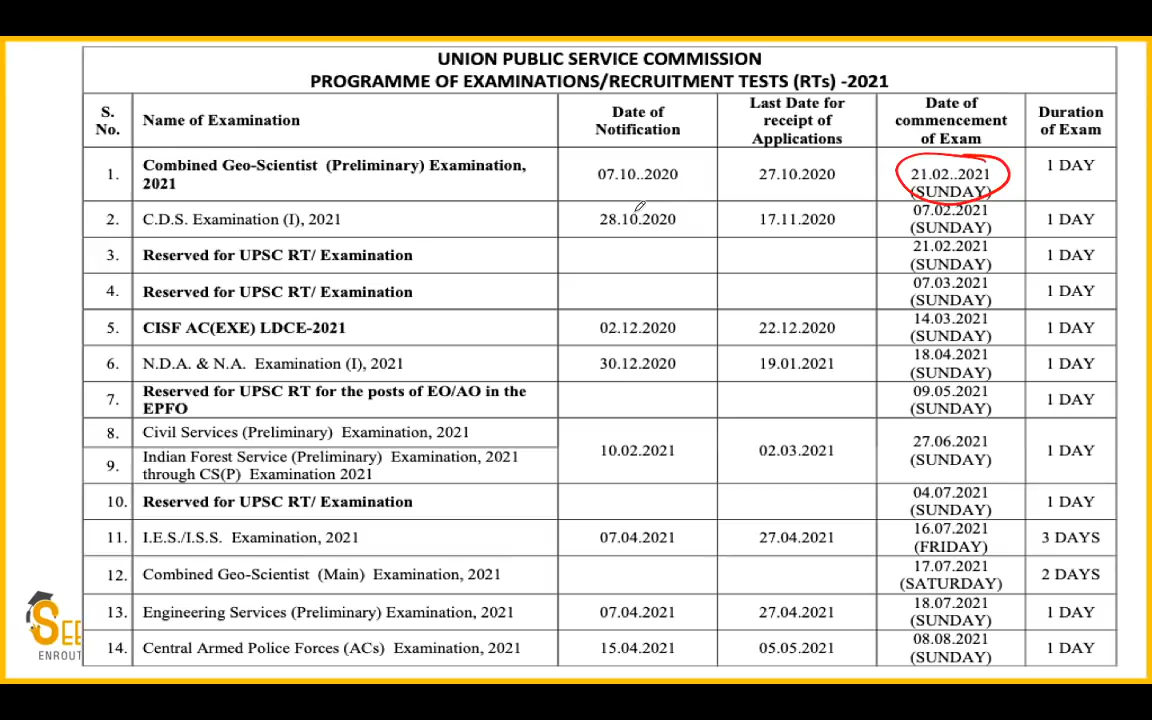 UNION PUBLIC SERVICE COMMISSION
PROGRAMME OF EXAMINATIONS/RECRUITMENT TESTS (RTs) -2021
S. No. Name of Examination Date of Notification Last Date for receipt of Applications Date of commencement of Exam Duration of Exam
1. Combined Geo-Scientist (Preliminary) Examination, 2021 07.10..2020 27.10.2020 21.02..2021 (SUNDAY) 1 DAY
2. C.D.S. Examination (I), 2021 28.10.2020 17.11.2020 07.02.2021 (SUNDAY) 1 DAY
3. Reserved for UPSC RT/ Examination 21.02.2021 (SUNDAY) 1 DAY
4. Reserved for UPSC RT/ Examination 07.03.2021 (SUNDAY) 1 DAY
5. CISF AC(EXE) LDCE-2021 02.12.2020 22.12.2020 14.03.2021 (SUNDAY) 1 DAY
6. N.D.A. & N.A. Examination (I), 2021 30.12.2020 19.01.2021 18.04.2021 (SUNDAY) 1 DAY
7. Reserved for UPSC RT for the posts of EO/AO in the EPFO 09.05.2021 (SUNDAY) 1 DAY
8. Civil Services (Preliminary) Examination, 2021 10.02.2021 02.03.2021 27.06.2021 (SUNDAY) 1 DAY
9. Indian Forest Service (Preliminary) Examination, 2021 through CS(P) Examination 2021
10. Reserved for UPSC RT/ Examination 04.07.2021 (SUNDAY) 1 DAY
11. I.E.S./I.S.S. Examination, 2021 07.04.2021 27.04.2021 16.07.2021 (FRIDAY) 3 DAYS
12. Combined Geo-Scientist (Main) Examination, 2021 17.07.2021 (SATURDAY) 2 DAYS
13. Engineering Services (Preliminary) Examination, 2021 07.04.2021 27.04.2021 18.07.2021 (SUNDAY) 1 DAY
14. Central Armed Police Forces (ACs) Examination, 2021 15.04.2021 05.05.2021 08.08.2021 (SUNDAY) 1 DAY
SEE
ENROUT